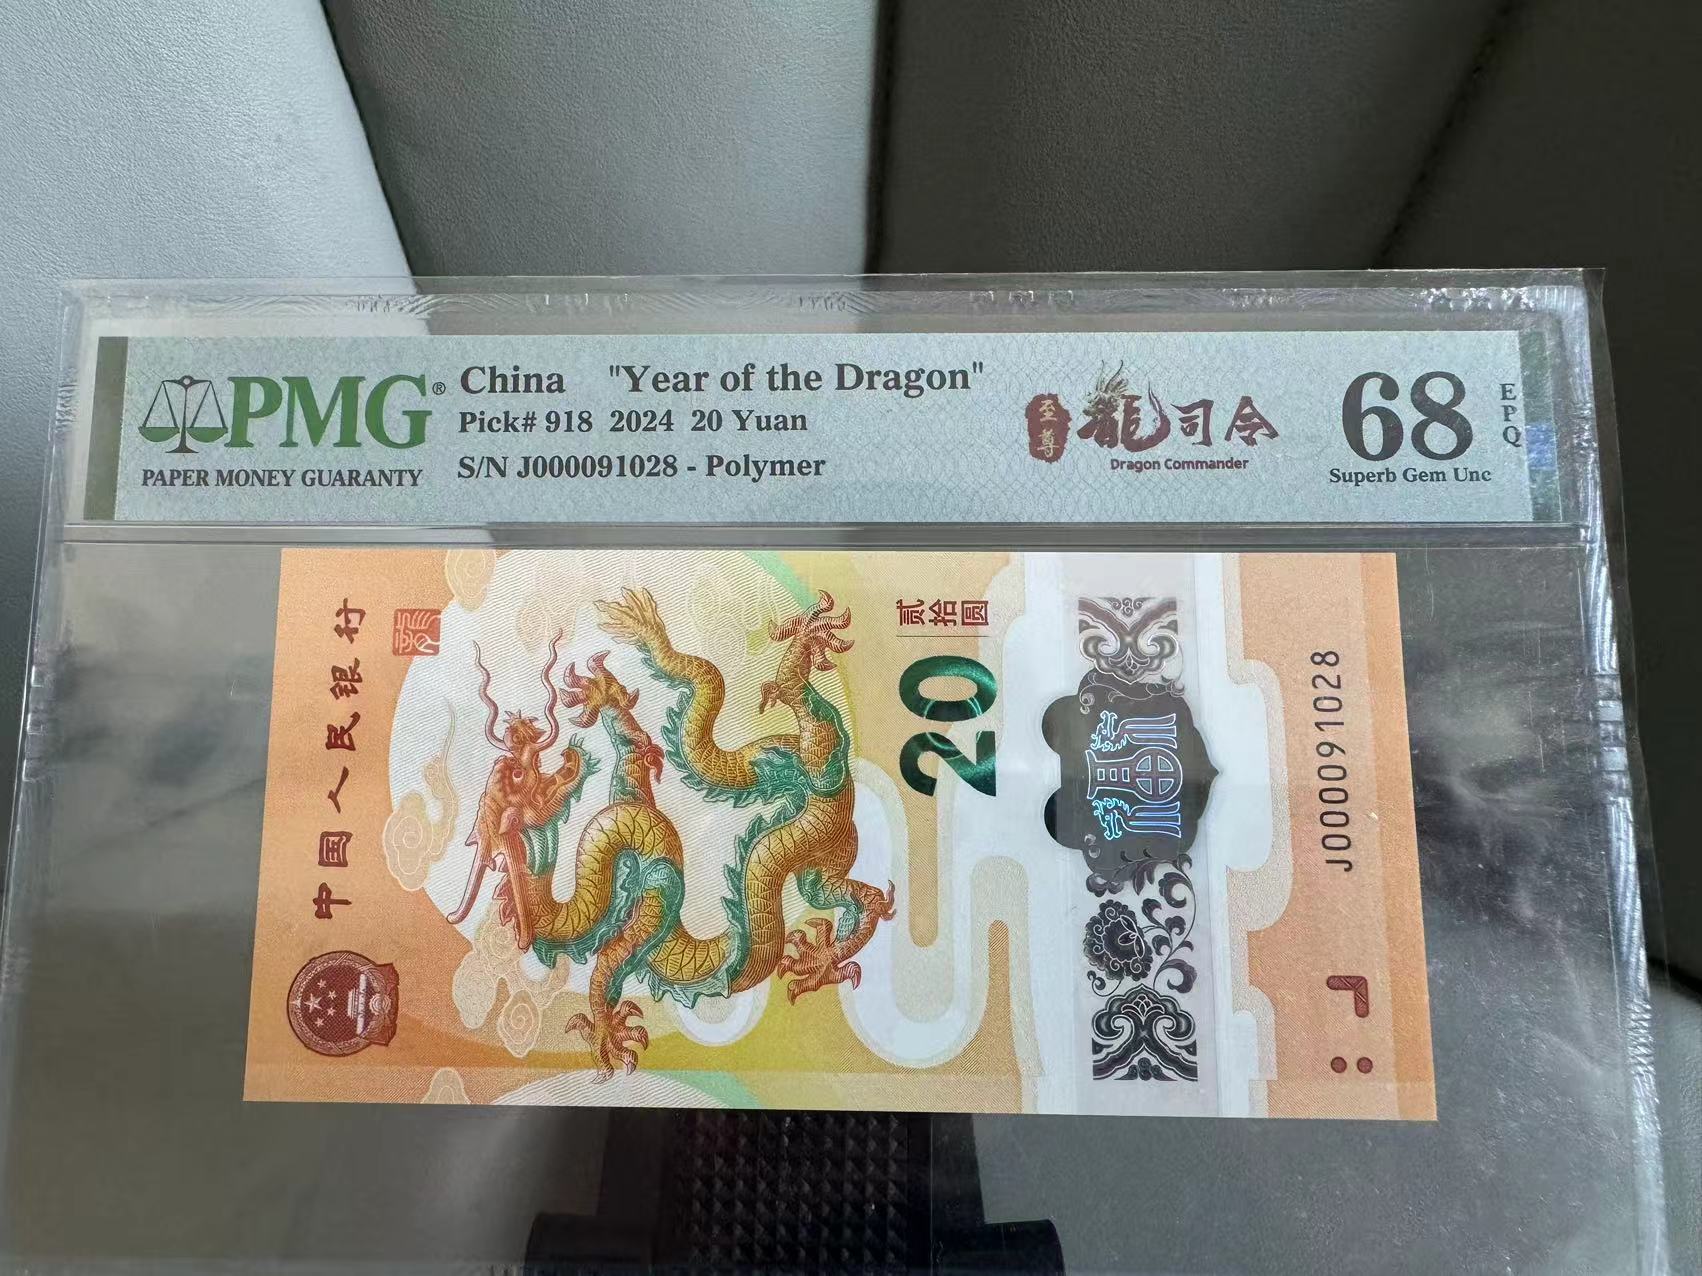 PMG®
PAPER MONEY GUARANTY
China "Year of the Dragon"
Pick# 918 2024 20 Yuan
S/N J000091028 - Polymer
至尊
龍司令
Dragon Commander
68
EPQ
Superb Gem Unc
中国人民银行
贰拾圆
20
J000091028